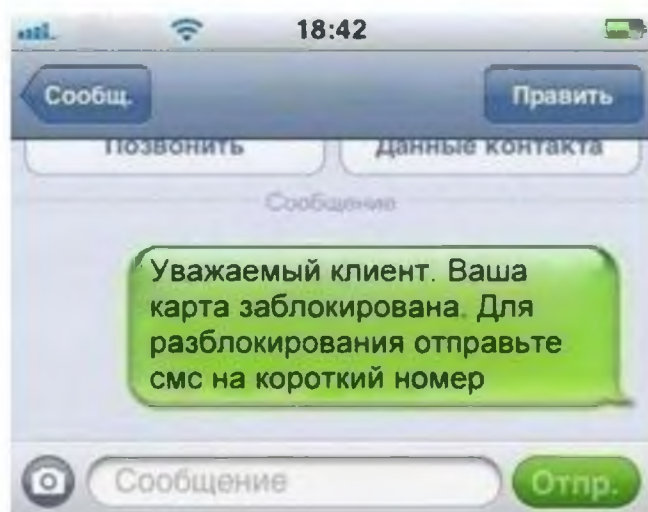 18:42
Сообщ.
Править
Позвонить
Данные контакта
Сообщение
Уважаемый клиент. Ваша
карта заблокирована. Для
разблокирования отправьте
смс на короткий номер
Сообщение
Отпр.